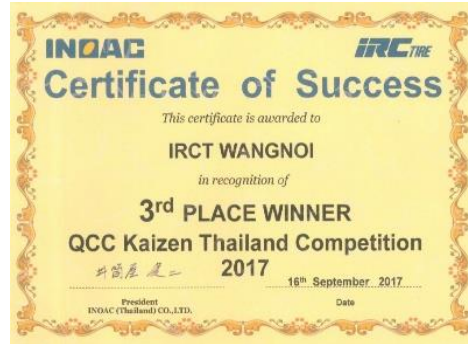 INOAC
IRC TIRE
Certificate of Success
This certificate is awarded to
IRCT WANGNOI
in recognition of
3rd PLACE WINNER
QCC Kaizen Thailand Competition
2017
16th September 2017
President
INOAC (Thailand) CO.,LTD.
Date